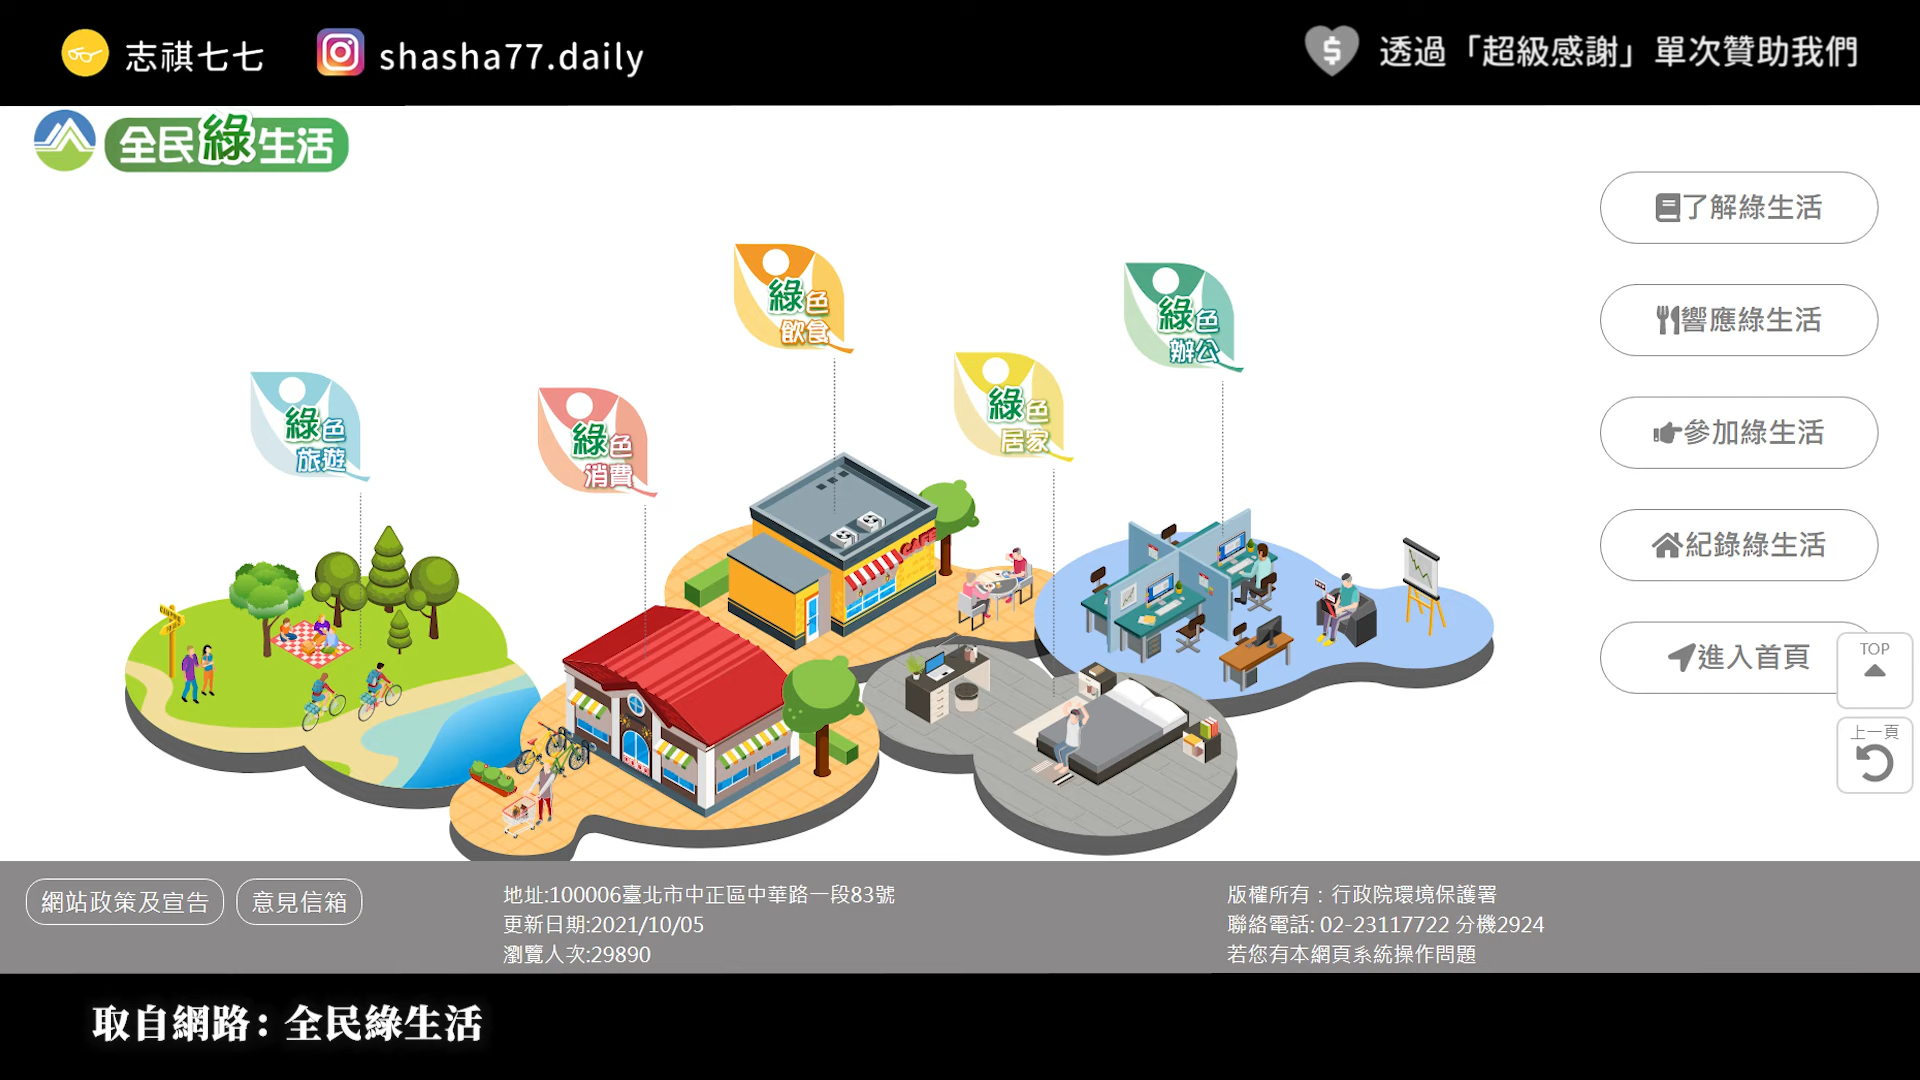 志祺七七
shasha77.daily
透過「超級感謝」單次贊助我們
全民綠生活
了解綠生活
響應綠生活
參加綠生活
紀錄綠生活
進入首頁
TOP
上一頁
綠色
飲食
綠色
辦公
綠色
居家
綠色
旅遊
綠色
消費
CAFE
網站政策及宣告
意見信箱
地址:100006臺北市中正區中華路一段83號
更新日期:2021/10/05
瀏覽人次:29890
版權所有：行政院環境保護署
聯絡電話: 02-23117722 分機2924
若您有本網頁系統操作問題
取自網路：全民綠生活